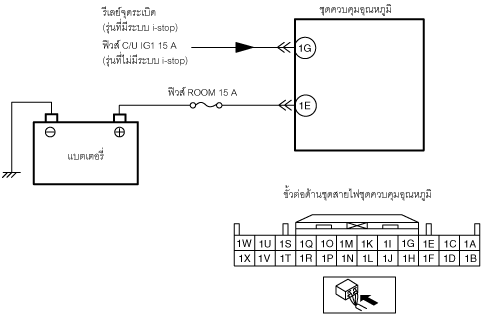 รีเลย์จุดระเบิด
(รุ่นที่มีระบบ i-stop)
ฟิวส์ C/U IG1 15 A
(รุ่นที่ไม่มีระบบ i-stop)
ชุดควบคุมอุณหภูมิ
1G
ฟิวส์ ROOM 15 A
1E
แบตเตอรี่
ขั้วต่อด้านชุดสายไฟชุดควบคุมอุณหภูมิ
1W 1U 1S 1Q 1O 1M 1K 1I 1G 1E 1C 1A
1X 1V 1T 1R 1P 1N 1L 1J 1H 1F 1D 1B